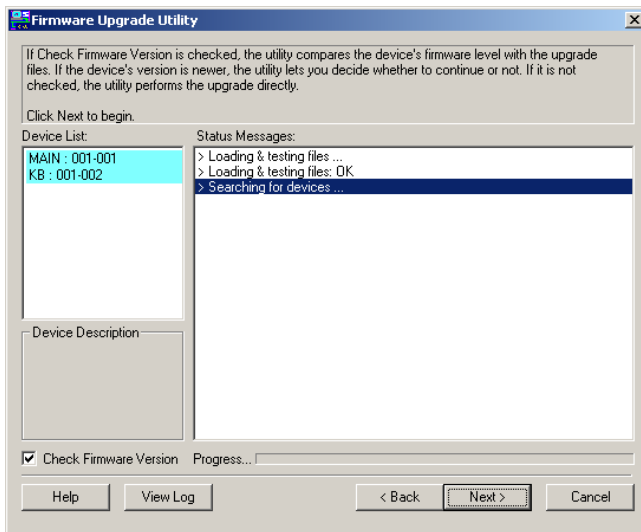 Firmware Upgrade Utility
If Check Firmware Version is checked, the utility compares the device's firmware level with the upgrade
files. If the device's version is newer, the utility lets you decide whether to continue or not. If it is not
checked, the utility performs the upgrade directly.
Click Next to begin.
Device List: Status Messages:
MAIN : 001-001
KB : 001-002
> Loading & testing files ...
> Loading & testing files: OK
> Searching for devices ...
Device Description
Check Firmware Version Progress...
Help View Log < Back Next > Cancel